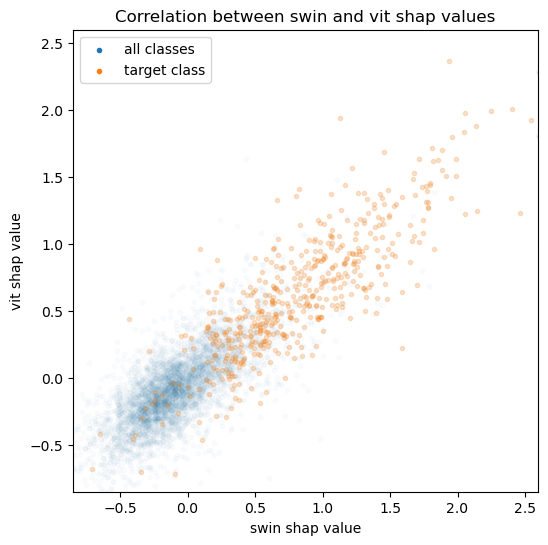 Correlation between swin and vit shap values
all classes
target class
2.5
2.0
1.5
1.0
0.5
0.0
−0.5
vit shap value
−0.5
0.0
0.5
1.0
1.5
2.0
2.5
swin shap value